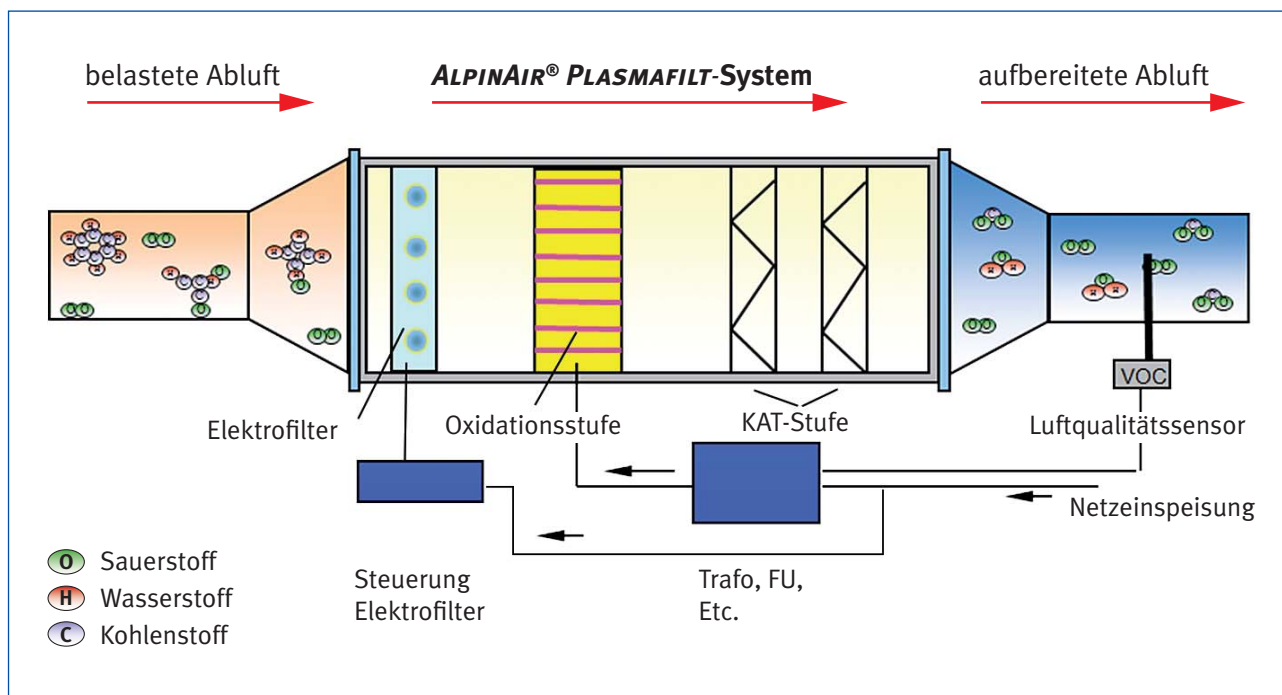 belastete Abluft
ALPINAIR® PLASMAFILT-System
aufbereitete Abluft
Elektrofilter
Oxidationsstufe
KAT-Stufe
VOC
Luftqualitätssensor
Netzeinspeisung
O Sauerstoff
H Wasserstoff
C Kohlenstoff
Steuerung
Elektrofilter
Trafo, FU,
Etc.